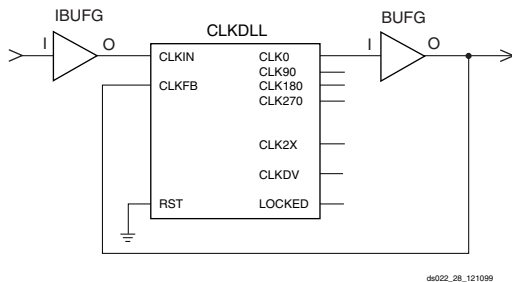 IBUFG
CLKDLL
BUFG
I
O
CLKIN
CLKFB
RST
CLK0
CLK90
CLK180
CLK270
CLK2X
CLKDV
LOCKED
I
O
ds022_28_121099